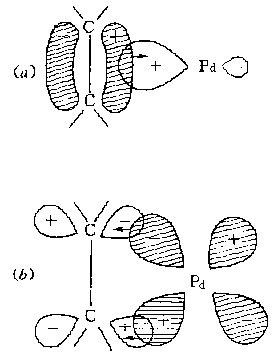 C
+
(a) + Pd
C
+ C −
+
(b) Pd
− C + +